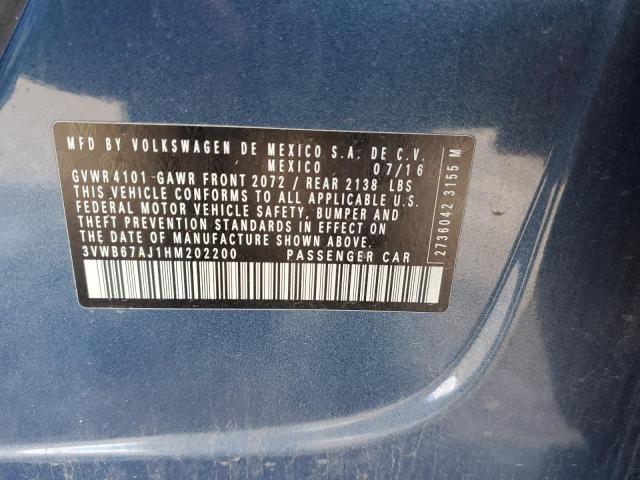 MFD BY VOLKSWAGEN DE MEXICO S.A. DE C.V.
MEXICO 07/16
GVWR 4101-GAWR FRONT 2072 / REAR 2138 LBS
THIS VEHICLE CONFORMS TO ALL APPLICABLE U.S.
FEDERAL MOTOR VEHICLE SAFETY, BUMPER AND
THEFT PREVENTION STANDARDS IN EFFECT ON
THE DATE OF MANUFACTURE SHOWN ABOVE.
3VWB67AJ1HM202200 PASSENGER CAR
2736042 3155 M